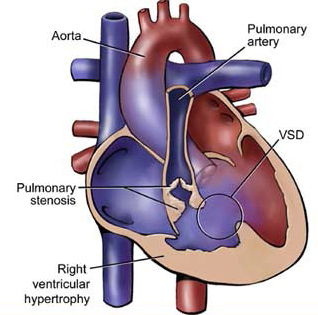 Aorta
Pulmonary
artery
VSD
Pulmonary
stenosis
Right
ventricular
hypertrophy